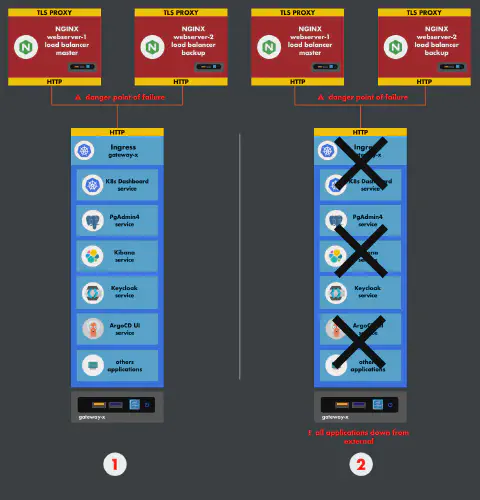 TLS PROXY
NGINX
webserver-1
load balancer
master
HTTP
TLS PROXY
NGINX
webserver-2
load balancer
backup
HTTP
danger point of failure
HTTP
Ingress
gateway-x
K8s Dashboard
service
PgAdmin4
service
Kibana
service
Keycloak
service
ArgoCD UI
service
others
applications
gateway-x
1
TLS PROXY
NGINX
webserver-1
load balancer
master
HTTP
TLS PROXY
NGINX
webserver-2
load balancer
backup
HTTP
danger point of failure
HTTP
Ingress
gateway-x
K8s Dashboard
service
PgAdmin4
service
Kibana
service
Keycloak
service
ArgoCD UI
service
others
applications
gateway-x
! all applications down from
external
2